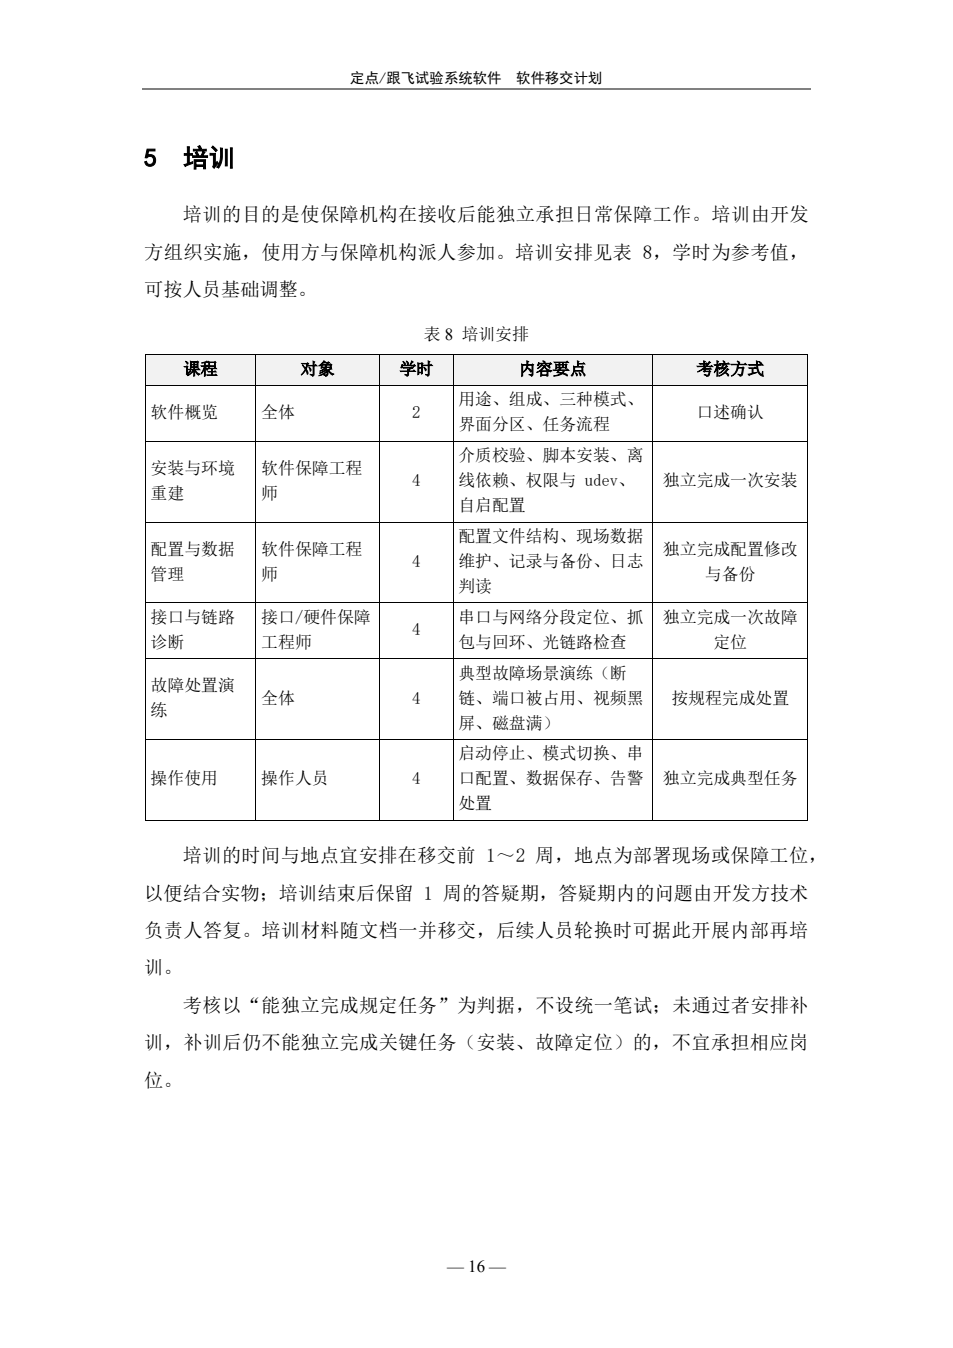 定点/跟飞试验系统软件 软件移交计划
5 培训
培训的目的是使保障机构在接收后能独立承担日常保障工作。培训由开发
方组织实施，使用方与保障机构派人参加。培训安排见表 8，学时为参考值，
可按人员基础调整。
表 8 培训安排
课程 对象 学时 内容要点 考核方式
软件概览 全体 2 用途、组成、三种模式、
界面分区、任务流程 口述确认
安装与环境
重建 软件保障工程
师 4 介质校验、脚本安装、离
线依赖、权限与 udev、
自启配置 独立完成一次安装
配置与数据
管理 软件保障工程
师 4 配置文件结构、现场数据
维护、记录与备份、日志
判读 独立完成配置修改
与备份
接口与链路
诊断 接口/硬件保障
工程师 4 串口与网络分段定位、抓
包与回环、光链路检查 独立完成一次故障
定位
故障处置演
练 全体 4 典型故障场景演练（断
链、端口被占用、视频黑
屏、磁盘满） 按规程完成处置
操作使用 操作人员 4 启动停止、模式切换、串
口配置、数据保存、告警
处置 独立完成典型任务
培训的时间与地点宜安排在移交前 1～2 周，地点为部署现场或保障工位，
以便结合实物；培训结束后保留 1 周的答疑期，答疑期内的问题由开发方技术
负责人答复。培训材料随文档一并移交，后续人员轮换时可据此开展内部再培
训。
考核以“能独立完成规定任务”为判据，不设统一笔试；未通过者安排补
训，补训后仍不能独立完成关键任务（安装、故障定位）的，不宜承担相应岗
位。
— 16 —